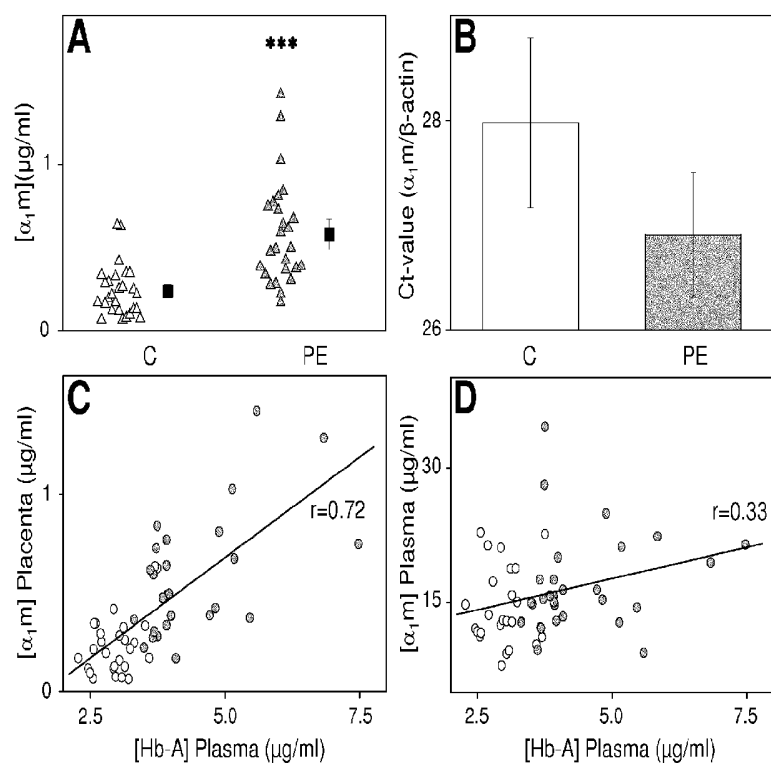 A
***
[α₁m](µg/ml)
1
0
C
PE
B
Ct-value (α₁m/β-actin)
28
26
C
PE
C
[α₁m] Placenta (µg/ml)
1
0
r=0.72
2.5
5.0
7.5
[Hb-A] Plasma (µg/ml)
D
[α₁m] Plasma (µg/ml)
30
15
r=0.33
2.5
5.0
7.5
[Hb-A] Plasma (µg/ml)